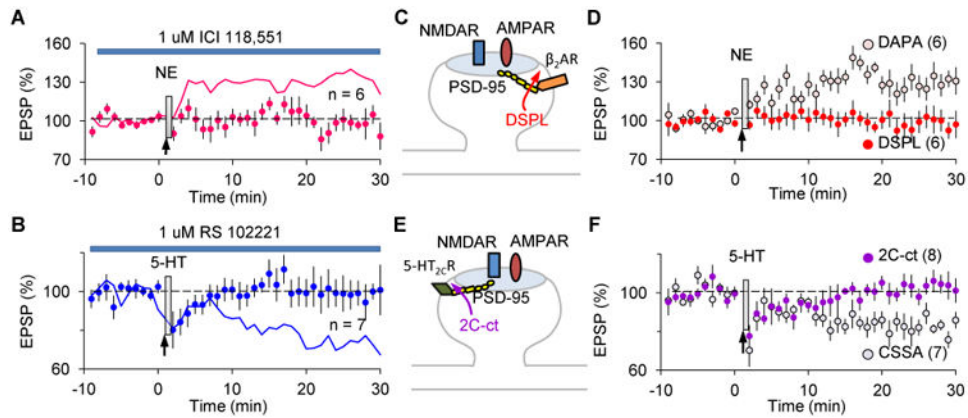 A
1 uM ICI 118,551
NE
n = 6
EPSP (%)
160
130
100
70
-10 0 10 20 30
Time (min)
B
1 uM RS 102221
5-HT
n = 7
EPSP (%)
100
60
-10 0 10 20 30
Time (min)
C
NMDAR
AMPAR
β2AR
PSD-95
DSPL
D
NE
DAPA (6)
DSPL (6)
EPSP (%)
160
130
100
70
-10 0 10 20 30
Time (min)
E
NMDAR
AMPAR
5-HT2CR
PSD-95
2C-ct
F
5-HT
2C-ct (8)
CSSA (7)
EPSP (%)
100
60
-10 0 10 20 30
Time (min)